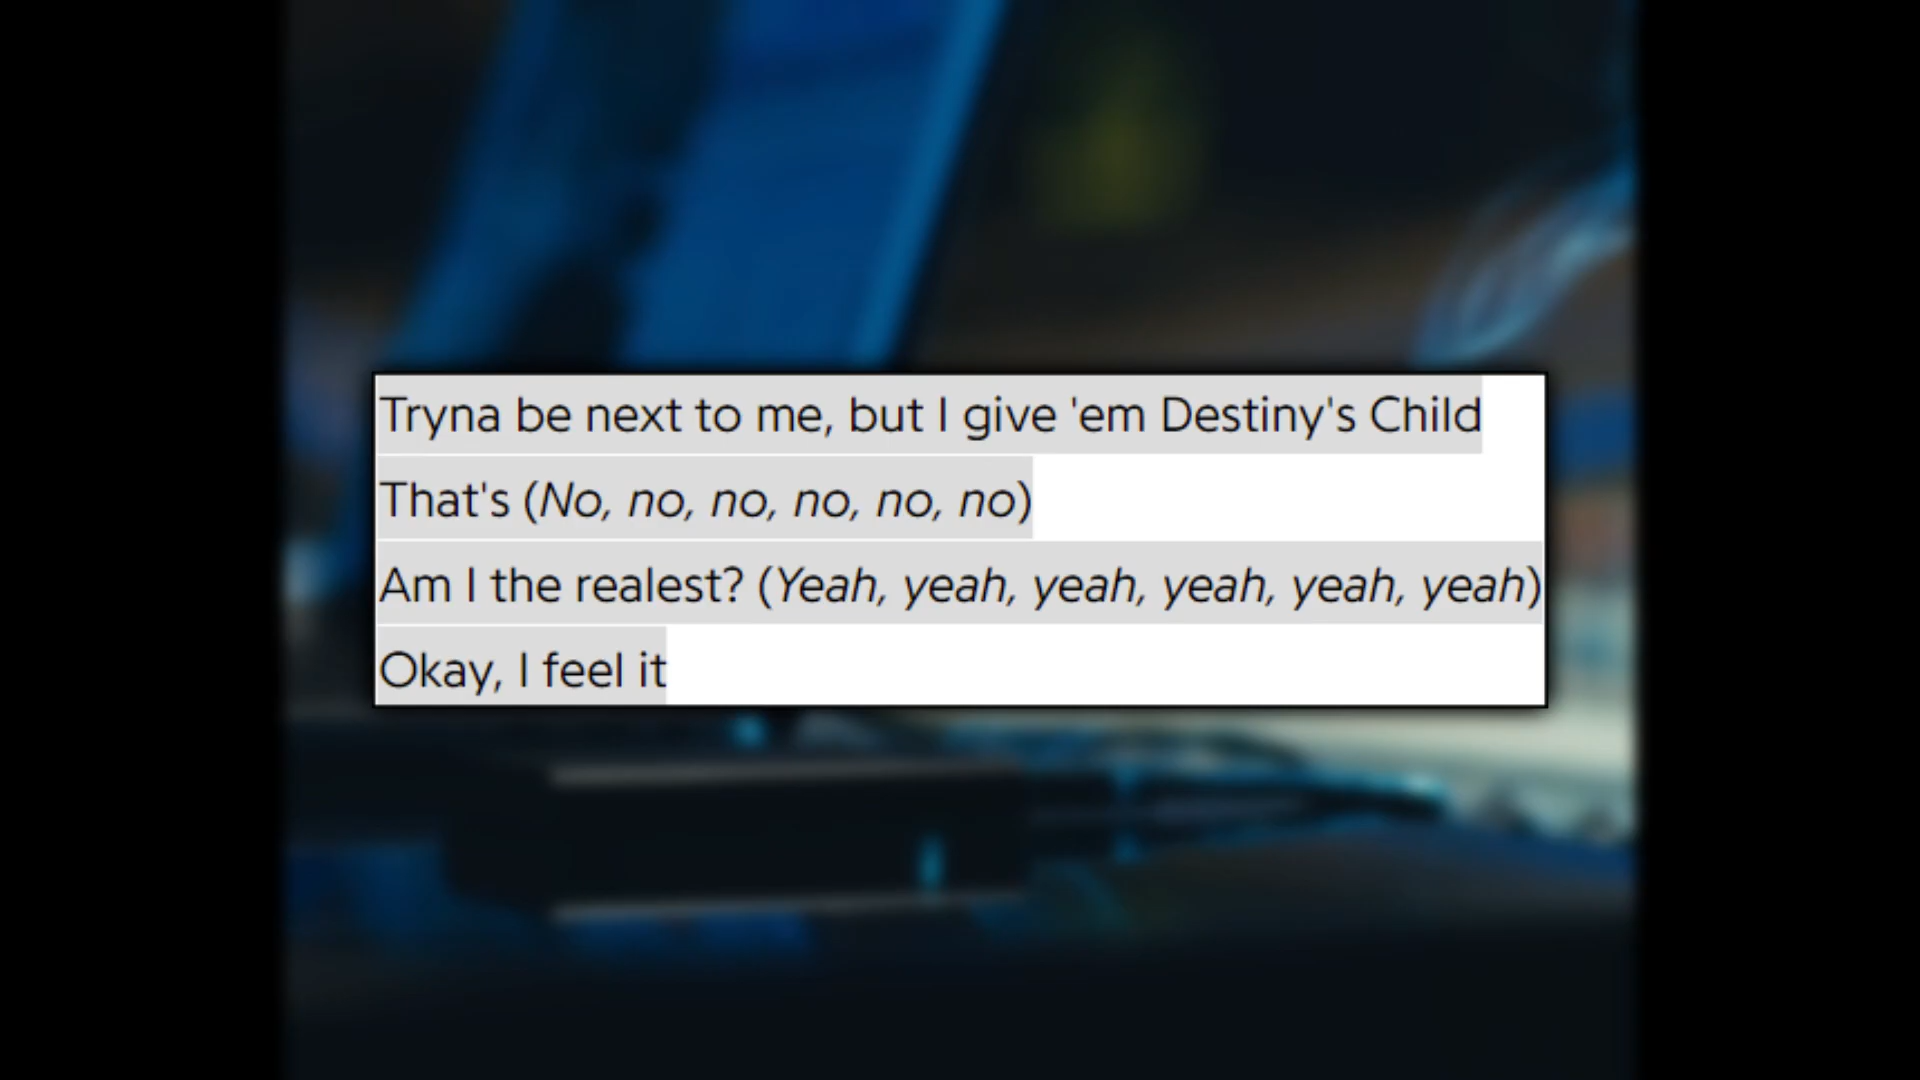 Tryna be next to me, but I give 'em Destiny's Child
That's (No, no, no, no, no, no)
Am I the realest? (Yeah, yeah, yeah, yeah, yeah, yeah)
Okay, I feel it